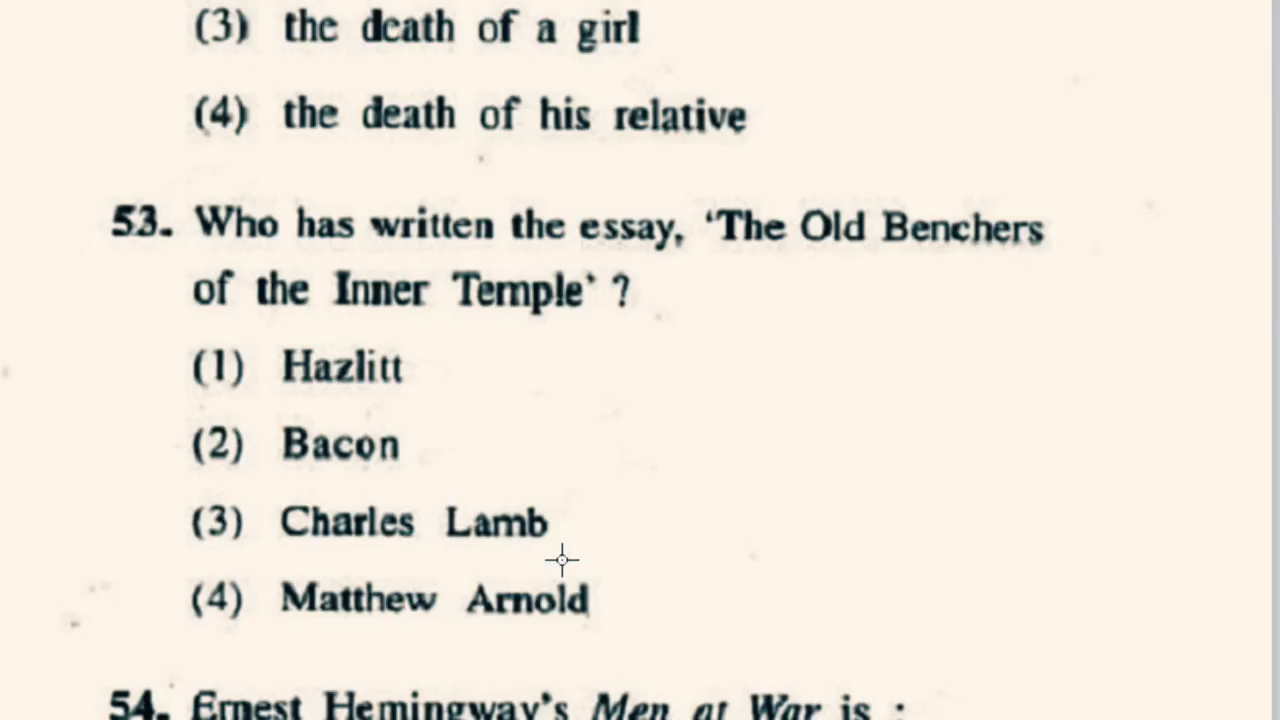 (3) the death of a girl
(4) the death of his relative
53. Who has written the essay, 'The Old Benchers
of the Inner Temple' ?
(1) Hazlitt
(2) Bacon
(3) Charles Lamb
(4) Matthew Arnold
54. Ernest Hemingway's Men at War is :